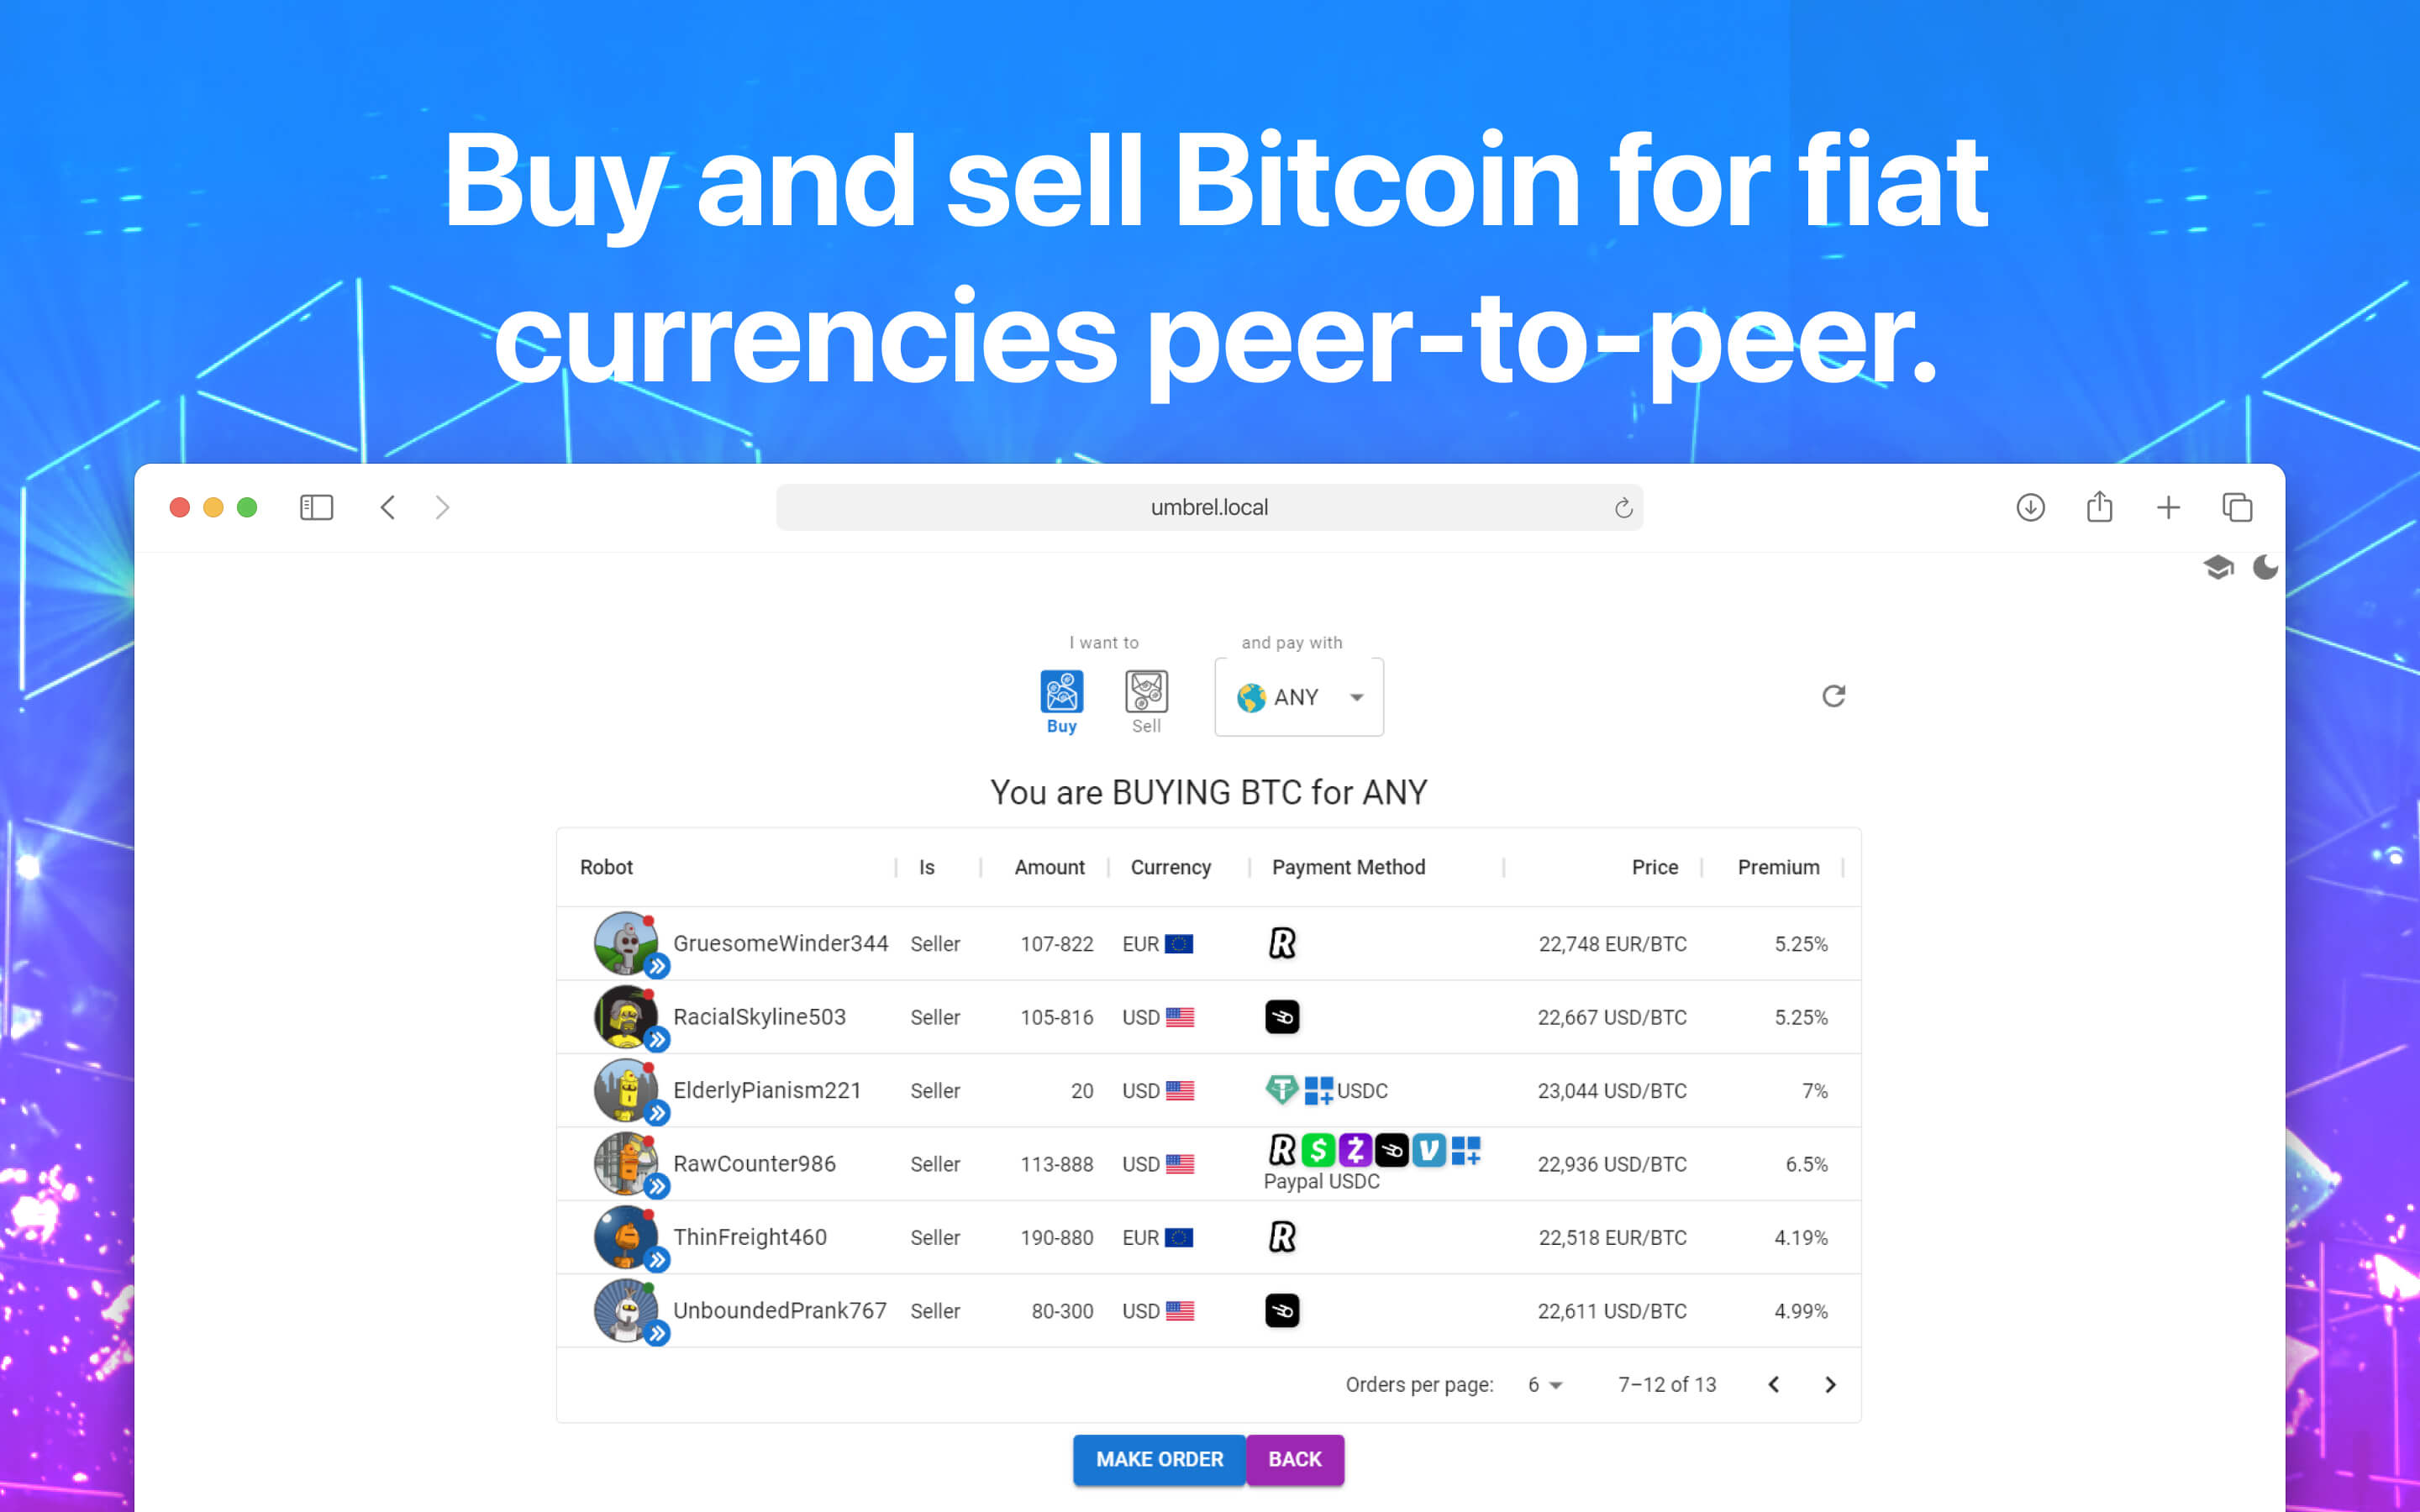 Buy and sell Bitcoin for fiat
currencies peer-to-peer.
umbrel.local
I want to and pay with
Buy Sell ANY
You are BUYING BTC for ANY
Robot Is Amount Currency Payment Method Price Premium
GruesomeWinder344 Seller 107-822 EUR R 22,748 EUR/BTC 5.25%
RacialSkyline503 Seller 105-816 USD 22,667 USD/BTC 5.25%
ElderlyPianism221 Seller 20 USD USDC 23,044 USD/BTC 7%
RawCounter986 Seller 113-888 USD R $ Z V 22,936 USD/BTC 6.5%
Paypal USDC
ThinFreight460 Seller 190-880 EUR R 22,518 EUR/BTC 4.19%
UnboundedPrank767 Seller 80-300 USD 22,611 USD/BTC 4.99%
Orders per page: 6 7–12 of 13
MAKE ORDER BACK